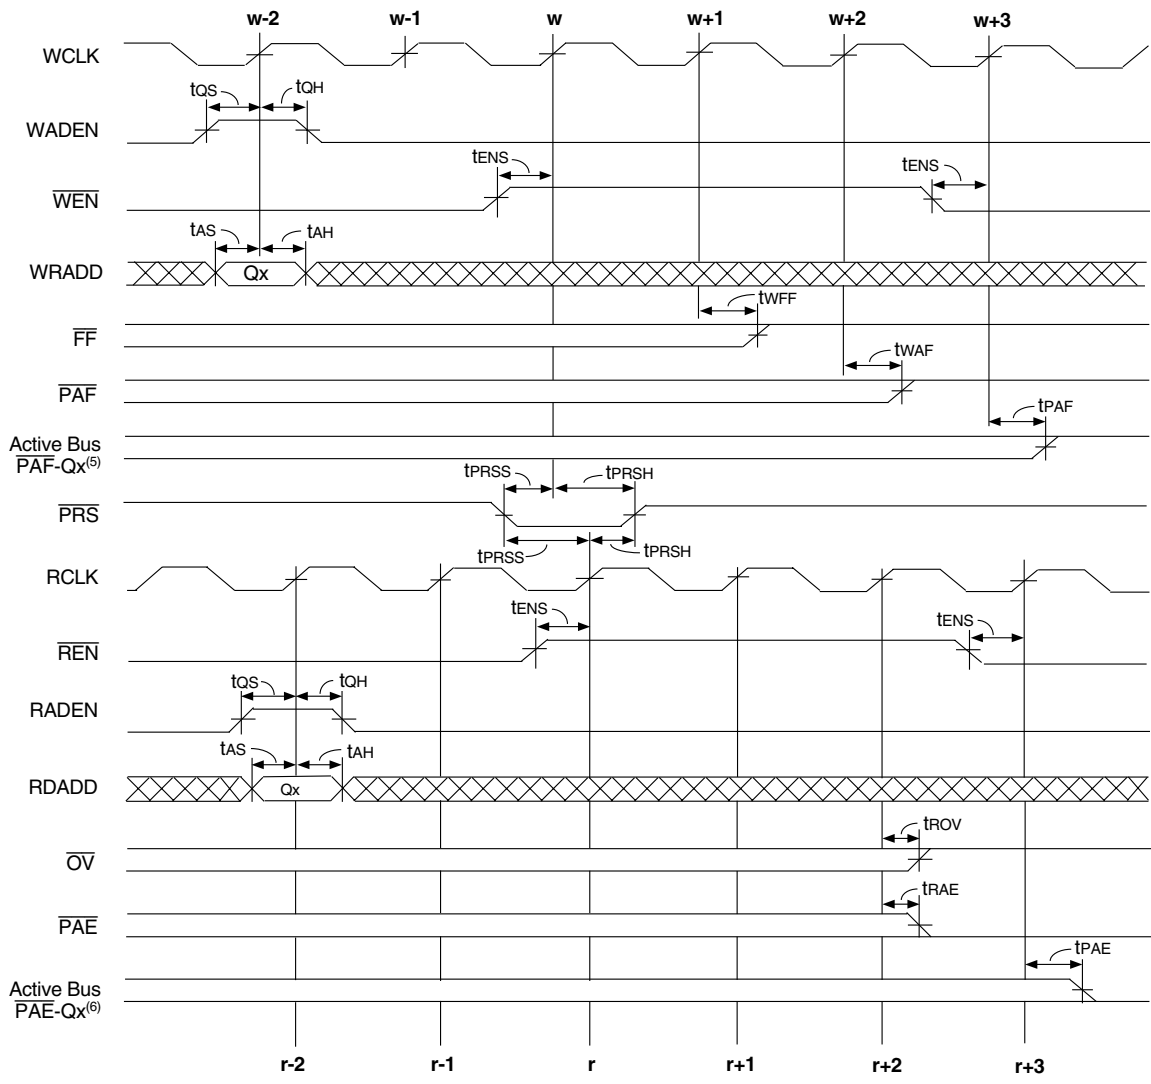 w-2 w-1 w w+1 w+2 w+3
WCLK
tQS tQH
WADEN
tENS tENS
WEN
tAS tAH
WRADD Qx
tWFF
FF
tWAF
PAF
tPAF
Active Bus
PAF-Qx(5)
tPRSS tPRSH
PRS
tPRSS tPRSH
RCLK
tENS tENS
REN
tQS tQH
RADEN
tAS tAH
RDADD Qx
tROV
OV
tRAE
PAE
tPAE
Active Bus
PAE-Qx(6)
r-2 r-1 r r+1 r+2 r+3